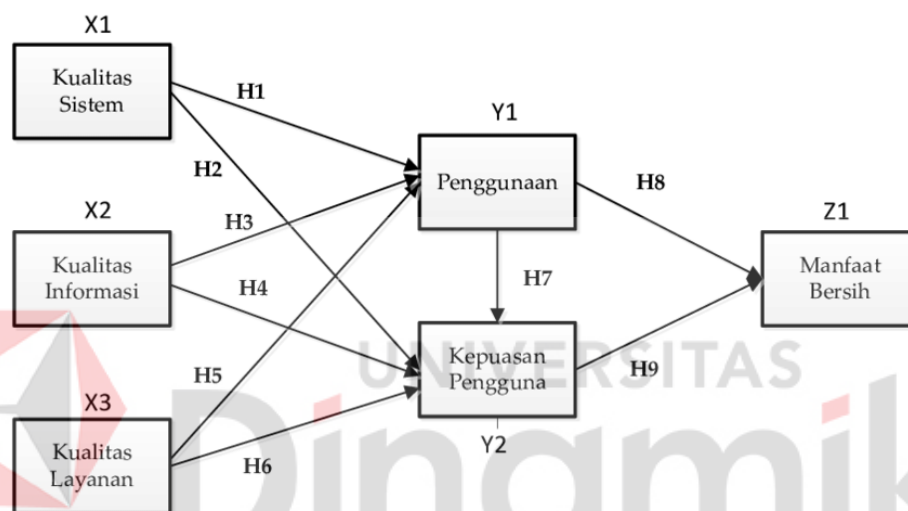 X1
Kualitas
Sistem
H1
H2
Y1
Penggunaan
H8
X2
Kualitas
Informasi
H3
H4
H7
Z1
Manfaat
Bersih
H5
Kepuasan
Pengguna
H9
Y2
X3
Kualitas
Layanan
H6
UNIVERSITAS
Dinamik